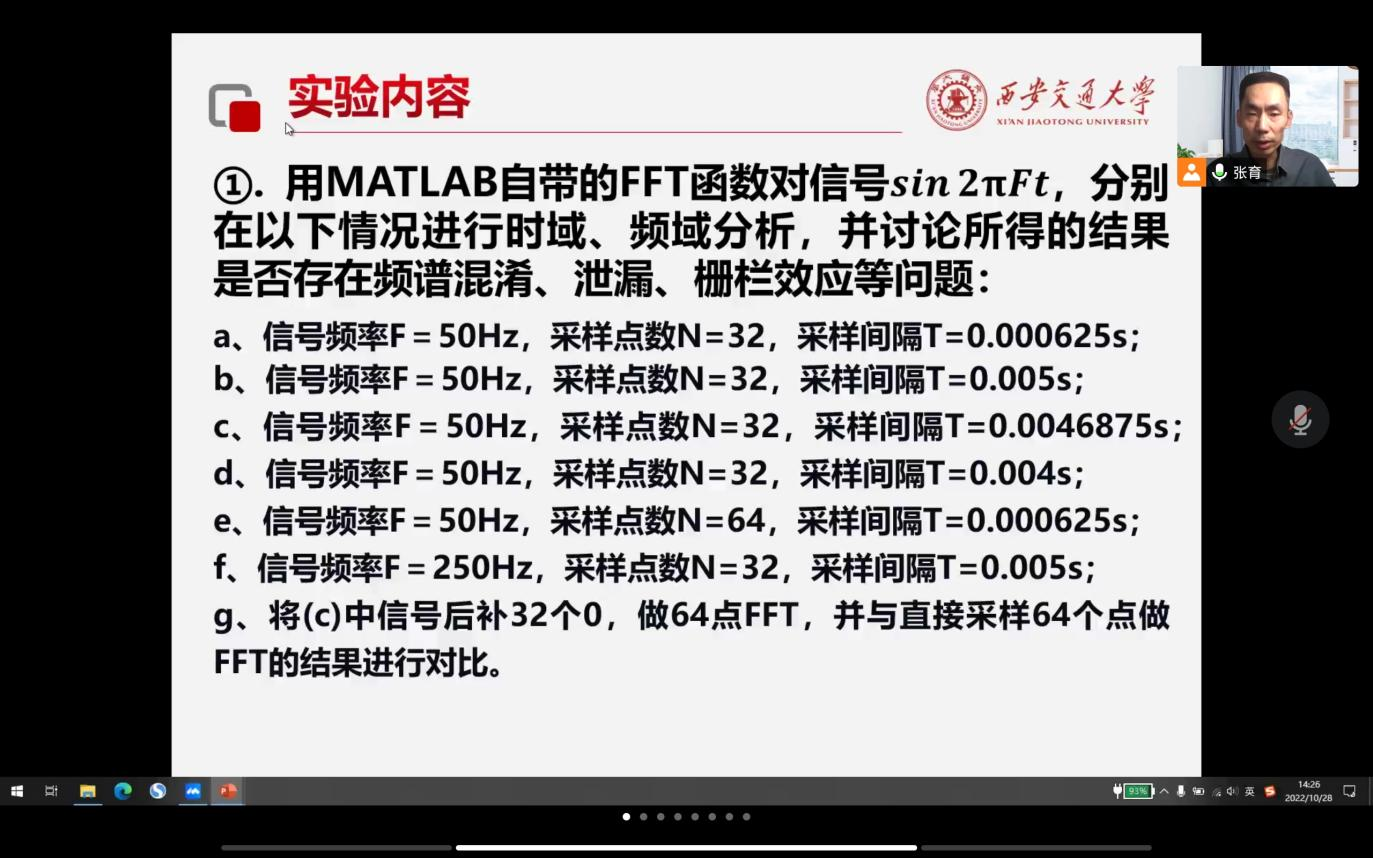 实验内容
西安交通大学
XI'AN JIAOTONG UNIVERSITY
张育
①. 用MATLAB自带的FFT函数对信号sin 2πFt，分别
在以下情况进行时域、频域分析，并讨论所得的结果
是否存在频谱混淆、泄漏、栅栏效应等问题：
a、信号频率F＝50Hz，采样点数N=32，采样间隔T=0.000625s；
b、信号频率F＝50Hz，采样点数N=32，采样间隔T=0.005s；
c、信号频率F＝50Hz，采样点数N=32，采样间隔T=0.0046875s；
d、信号频率F＝50Hz，采样点数N=32，采样间隔T=0.004s；
e、信号频率F＝50Hz，采样点数N=64，采样间隔T=0.000625s；
f、信号频率F＝250Hz，采样点数N=32，采样间隔T=0.005s；
g、将(c)中信号后补32个0，做64点FFT，并与直接采样64个点做
FFT的结果进行对比。
93%
英
14:26
2022/10/28